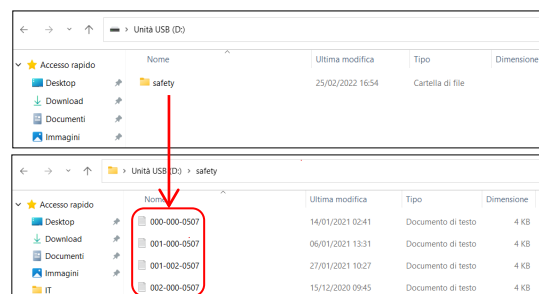 Unità USB (D:)
Nome Ultima modifica Tipo Dimensione
Accesso rapido
Desktop safety 25/02/2022 16:54 Cartella di file
Download
Documenti
Immagini
Unità USB (D:) > safety
Nome Ultima modifica Tipo Dimensione
Accesso rapido
Desktop 000-000-0507 14/01/2021 02:41 Documento di testo 4 KB
Download 001-000-0507 06/01/2021 13:31 Documento di testo 4 KB
Documenti 001-002-0507 27/01/2021 10:27 Documento di testo 4 KB
Immagini
IT 002-000-0507 15/12/2020 09:45 Documento di testo 4 KB